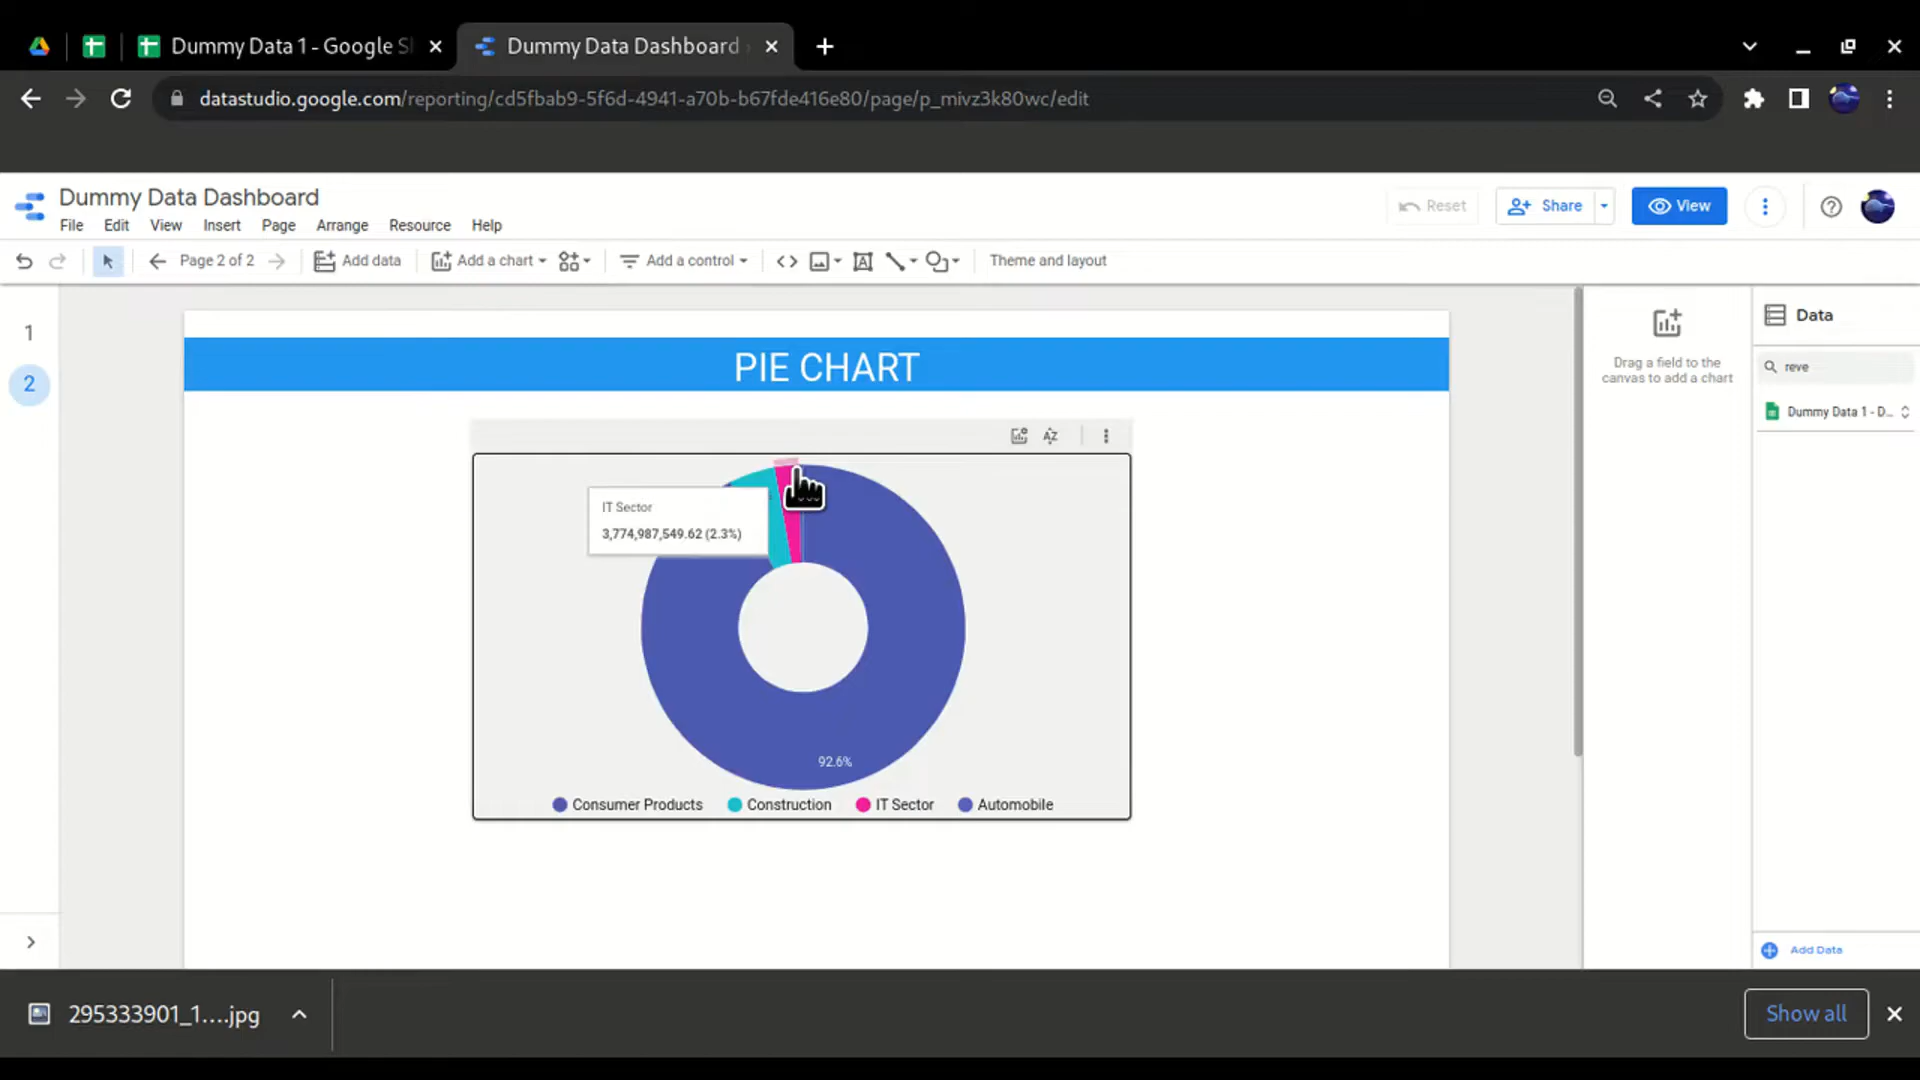 Dummy Data 1 - Google S
Dummy Data Dashboard
datastudio.google.com/reporting/cd5fbab9-5f6d-4941-a70b-b67fde416e80/page/p_mivz3k80wc/edit
Dummy Data Dashboard
File Edit View Insert Page Arrange Resource Help
Reset Share View
Page 2 of 2 Add data Add a chart Add a control Theme and layout
1
2
PIE CHART
IT Sector
3,774,987,549.62 (2.3%)
92.6%
Consumer Products Construction IT Sector Automobile
Drag a field to the
canvas to add a chart
Data
reve
Dummy Data 1 - D...
Add Data
295333901_1....jpg
Show all